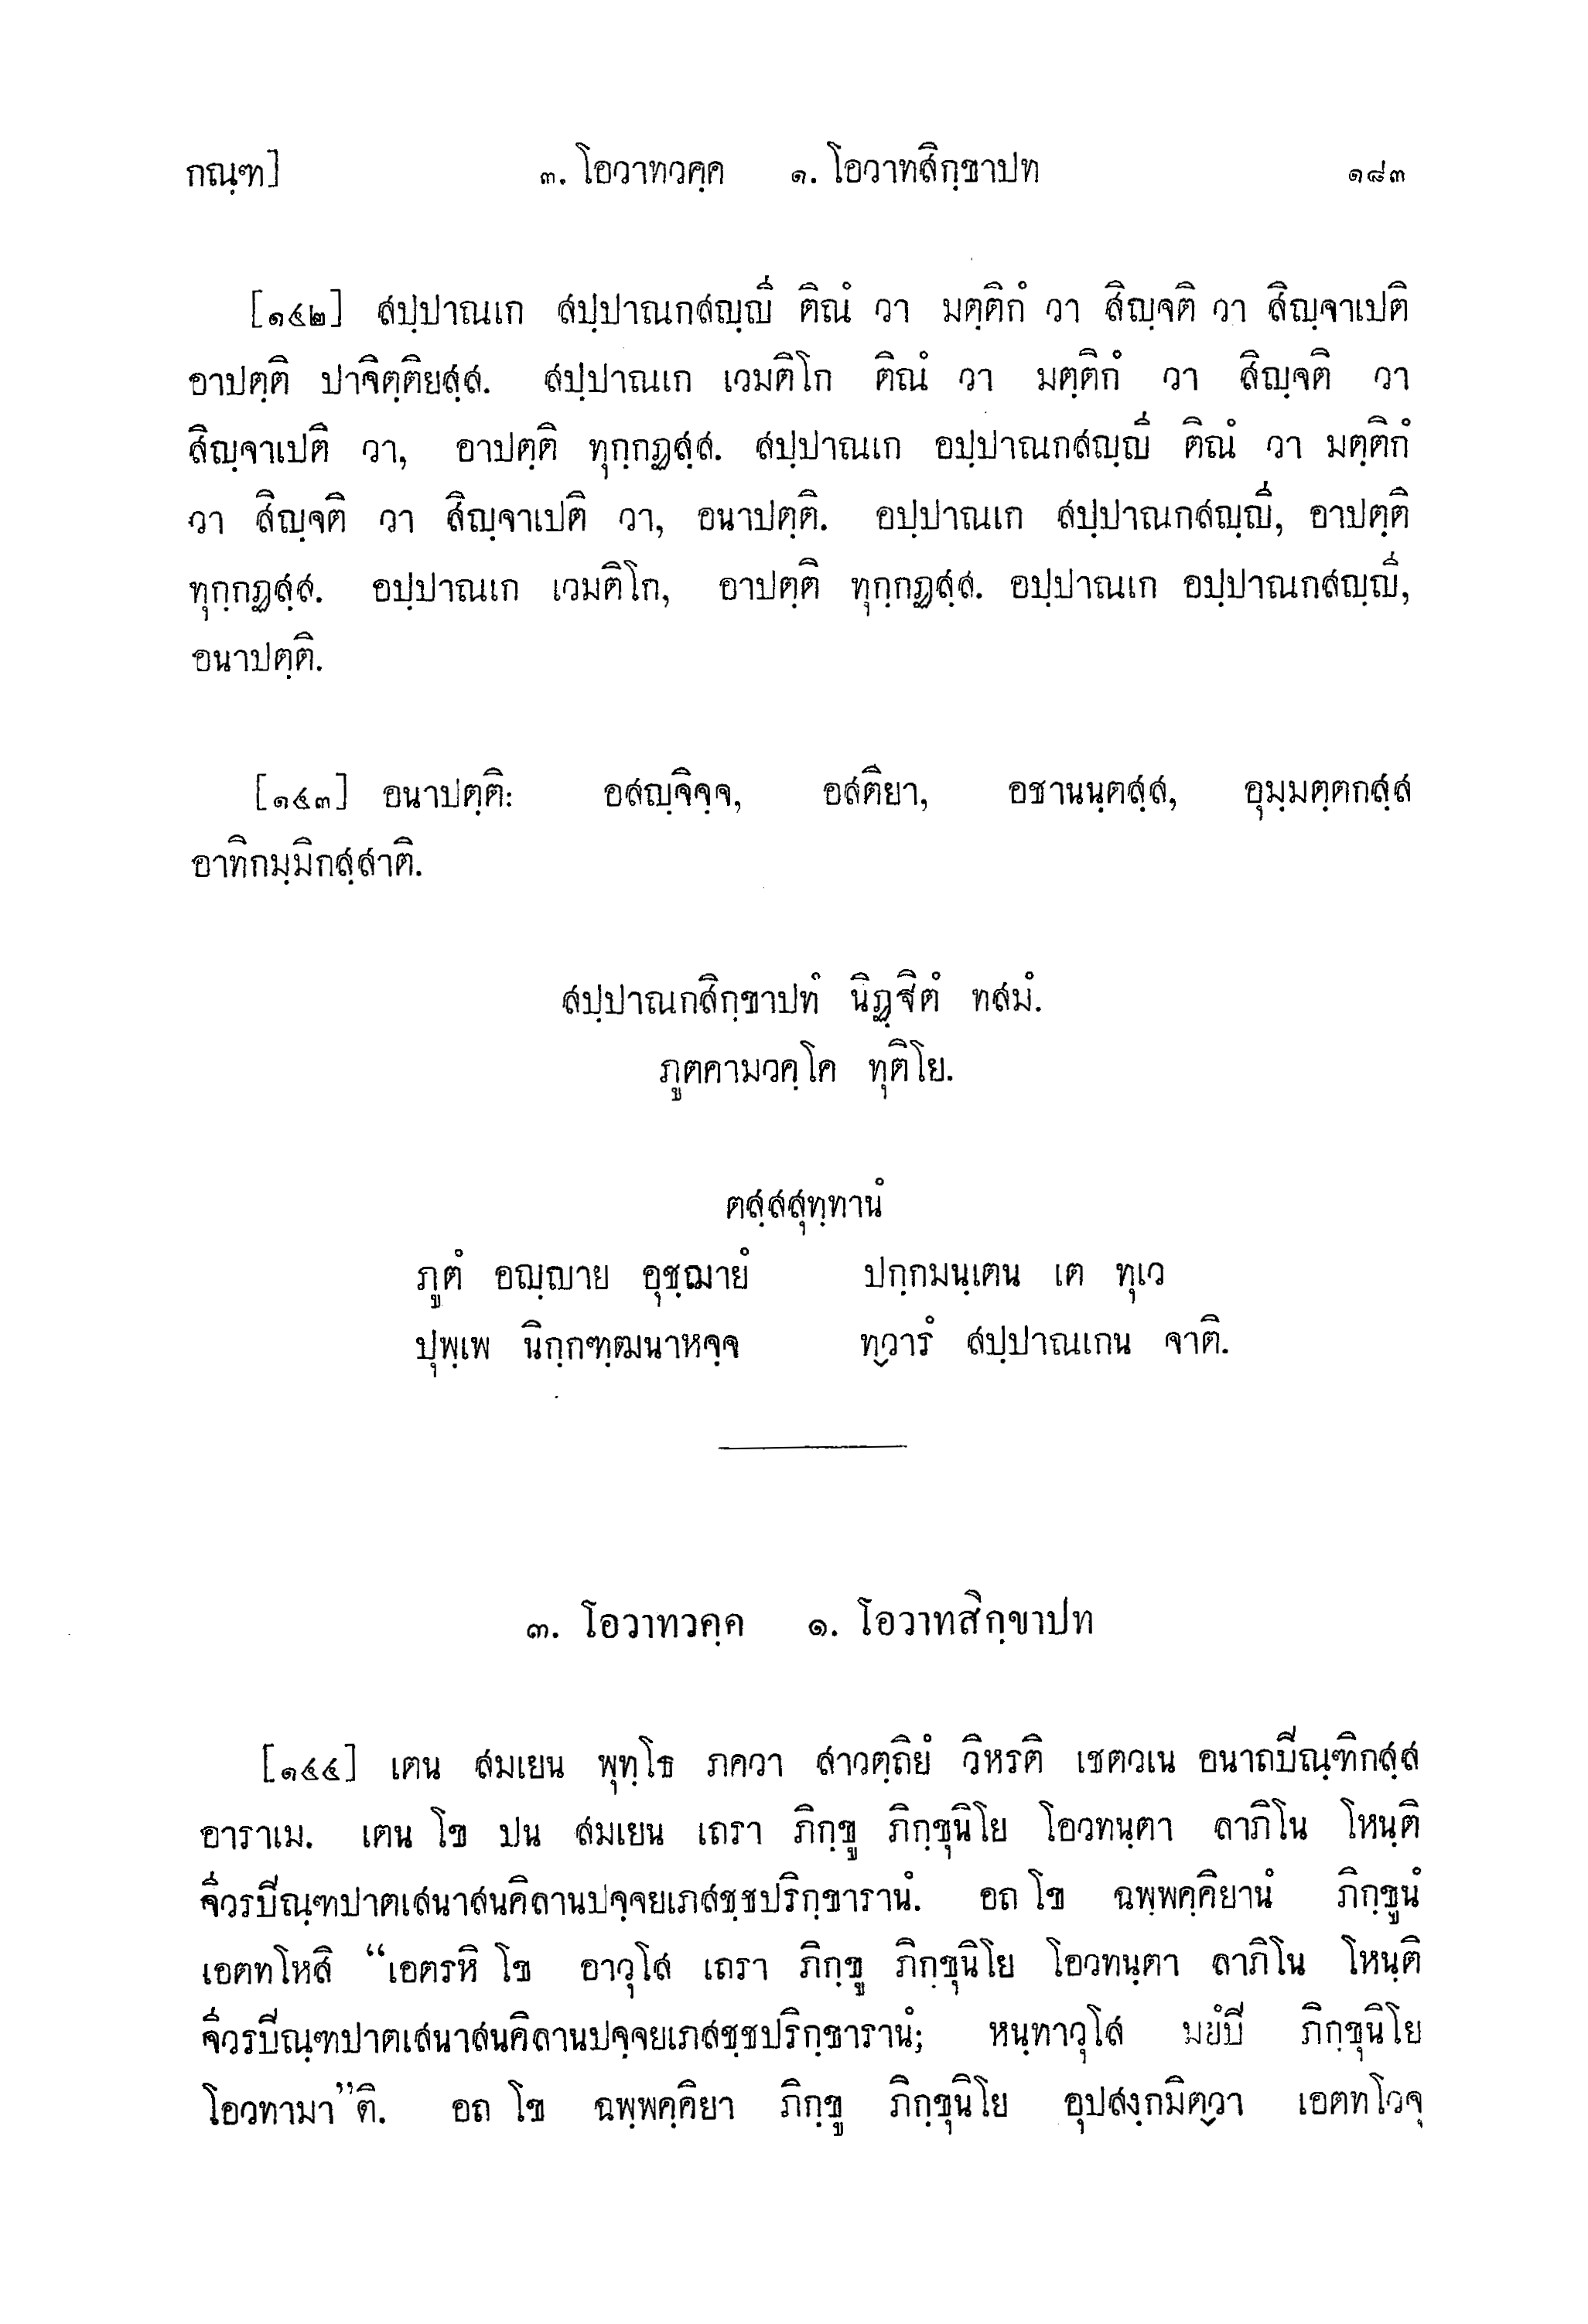 กณฺฑ] ๓. โอวาทวคฺค ๑. โอวาทสิกฺขาปท ๑๘๓
[๑๔๒] สปฺปาณเก สปฺปาณกสญฺญี ติณํ วา มตฺติกํ วา สิญฺจติ วา สิญฺจาเปติ
อาปตฺติ ปาจิตฺติยสฺส. สปฺปาณเก เวมติโก ติณํ วา มตฺติกํ วา สิญฺจติ วา
สิญฺจาเปติ วา, อาปตฺติ ทุกฺกฏสฺส. สปฺปาณเก อปฺปาณกสญฺญี ติณํ วา มตฺติกํ
วา สิญฺจติ วา สิญฺจาเปติ วา, อนาปตฺติ. อปฺปาณเก สปฺปาณกสญฺญี, อาปตฺติ
ทุกฺกฏสฺส. อปฺปาณเก เวมติโก, อาปตฺติ ทุกฺกฏสฺส. อปฺปาณเก อปฺปาณกสญฺญี,
อนาปตฺติ.
[๑๔๓] อนาปตฺติ: อสญฺจิจฺจ, อสติยา, อชานนฺตสฺส, อุมฺมตฺตกสฺส
อาทิกมฺมิกสฺสาติ.
สปฺปาณกสิกฺขาปทํ นิฏฺฐิตํ ทสมํ.
ภูตคามวคฺโค ทุติโย.
ตสฺสสุทฺทานํ
ภูตํ อญฺญาย อุชฺฌายํ ปกฺกมนฺเตน เต ทุเว
ปุพฺเพ นิกฺกฑฺฒนาหจฺจ ทฺวารํ สปฺปาณเกน จาติ.
๓. โอวาทวคฺค ๑. โอวาทสิกฺขาปท
[๑๔๔] เตน สมเยน พุทฺโธ ภควา สาวตฺถิยํ วิหรติ เชตวเน อนาถปีณฺฑิกสฺส
อาราเม. เตน โข ปน สมเยน เถรา ภิกฺขู ภิกฺขุนิโย โอวทนฺตา ลาภิโน โหนฺติ
จีวรปีณฺฑปาตเสนาสนคิลานปจฺจยเภสชฺชปริกฺขารานํ. อถ โข ฉพฺพคฺคิยานํ ภิกฺขูนํ
เอตทโหสิ “เอตรหิ โข อาวุโส เถรา ภิกฺขู ภิกฺขุนิโย โอวทนฺตา ลาภิโน โหนฺติ
จีวรปีณฺฑปาตเสนาสนคิลานปจฺจยเภสชฺชปริกฺขารานํ; หนฺทาวุโส มยํปี ภิกฺขุนิโย
โอวทามา”ติ. อถ โข ฉพฺพคฺคิยา ภิกฺขู ภิกฺขุนิโย อุปสงฺกมิตฺวา เอตทโวจุ